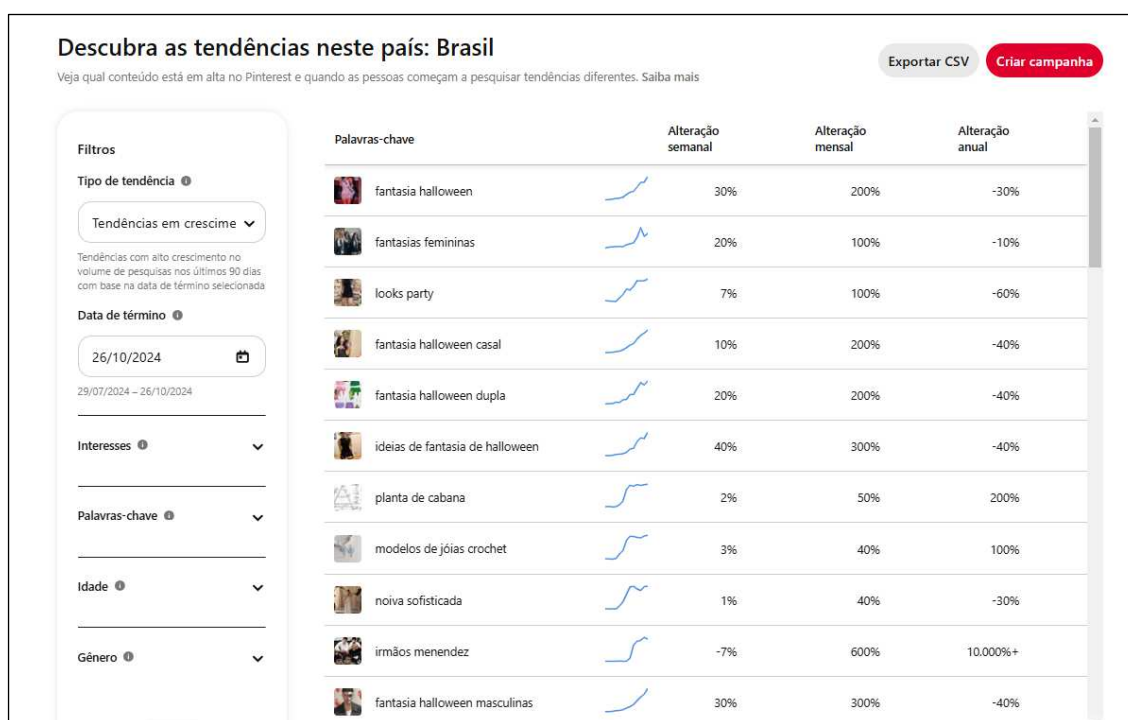 Descubra as tendências neste país: Brasil
Veja qual conteúdo está em alta no Pinterest e quando as pessoas começam a pesquisar tendências diferentes. Saiba mais
Exportar CSV
Criar campanha
Filtros
Tipo de tendência
Tendências em crescime
Tendências com alto crescimento no
volume de pesquisas nos últimos 90 dias
com base na data de término selecionada
Data de término
26/10/2024
29/07/2024 – 26/10/2024
Interesses
Palavras-chave
Idade
Gênero
Palavras-chave Alteração semanal Alteração mensal Alteração anual
fantasia halloween 30% 200% -30%
fantasias femininas 20% 100% -10%
looks party 7% 100% -60%
fantasia halloween casal 10% 200% -40%
fantasia halloween dupla 20% 200% -40%
ideias de fantasia de halloween 40% 300% -40%
planta de cabana 2% 50% 200%
modelos de jóias crochet 3% 40% 100%
noiva sofisticada 1% 40% -30%
irmãos menendez -7% 600% 10.000%+
fantasia halloween masculinas 30% 300% -40%